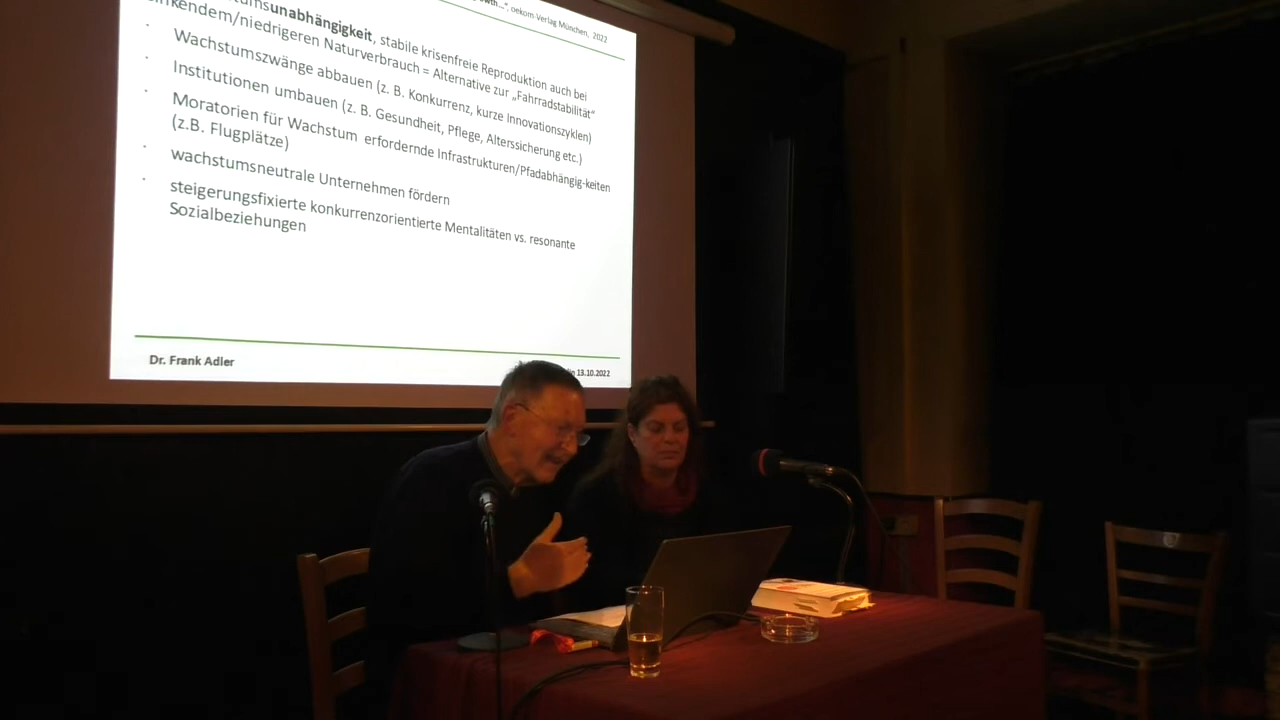 unabhängigkeit, stabile krisenfreie Reproduktion auch bei
niedrigeren Naturverbrauch = Alternative zur „Fahrradstabilität"
· Wachstumszwänge abbauen (z. B. Konkurrenz, kurze Innovationszyklen)
· Institutionen umbauen (z. B. Gesundheit, Pflege, Alterssicherung etc.)
· Moratorien für Wachstum erfordernde Infrastrukturen/Pfadabhängig-keiten
(z.B. Flugplätze)
· wachstumsneutrale Unternehmen fördern
· steigerungsfixierte konkurrenzorientierte Mentalitäten vs. resonante
Sozialbeziehungen
oekom-Verlag München, 2022
Dr. Frank Adler
13.10.2022